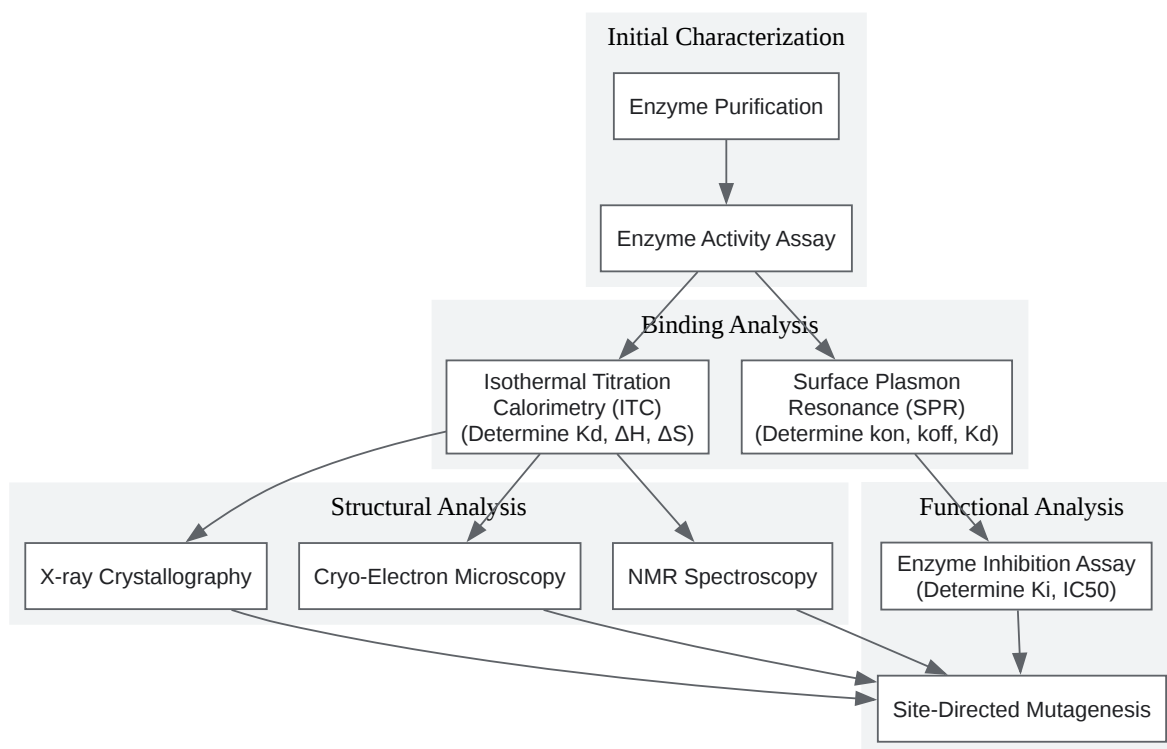 Initial Characterization
Enzyme Purification
Enzyme Activity Assay
Binding Analysis
Isothermal Titration
Calorimetry (ITC)
(Determine Kd, ΔH, ΔS)
Surface Plasmon
Resonance (SPR)
(Determine kon, koff, Kd)
Structural Analysis
X-ray Crystallography
Cryo-Electron Microscopy
NMR Spectroscopy
Functional Analysis
Enzyme Inhibition Assay
(Determine Ki, IC50)
Site-Directed Mutagenesis